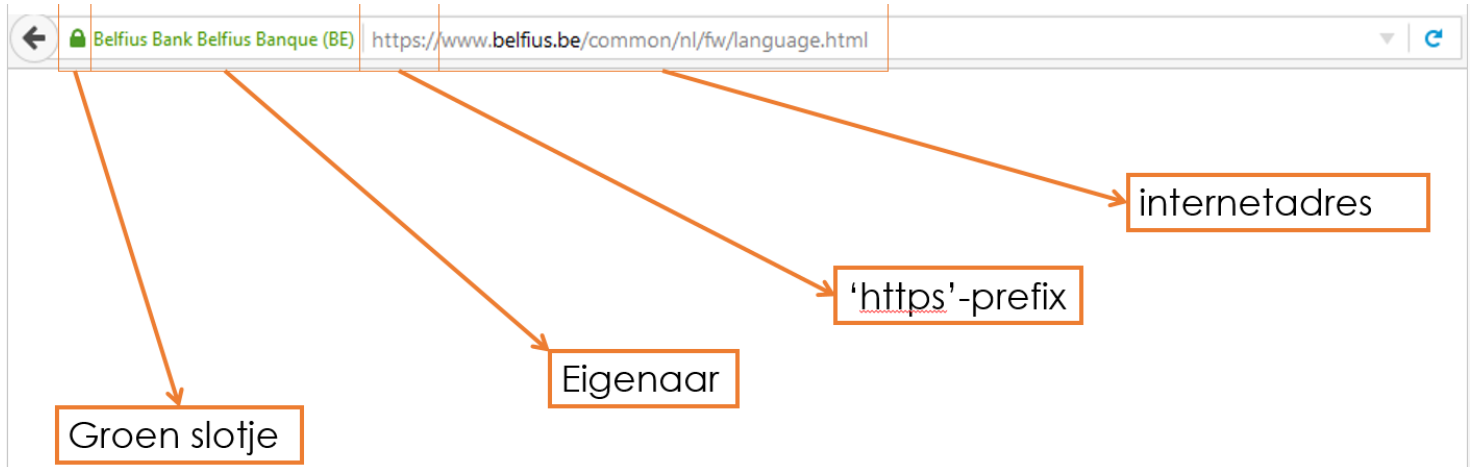 Belfius Bank Belfius Banque (BE) https://www.belfius.be/common/nl/fw/language.html
internetadres
‘https’-prefix
Eigenaar
Groen slotje